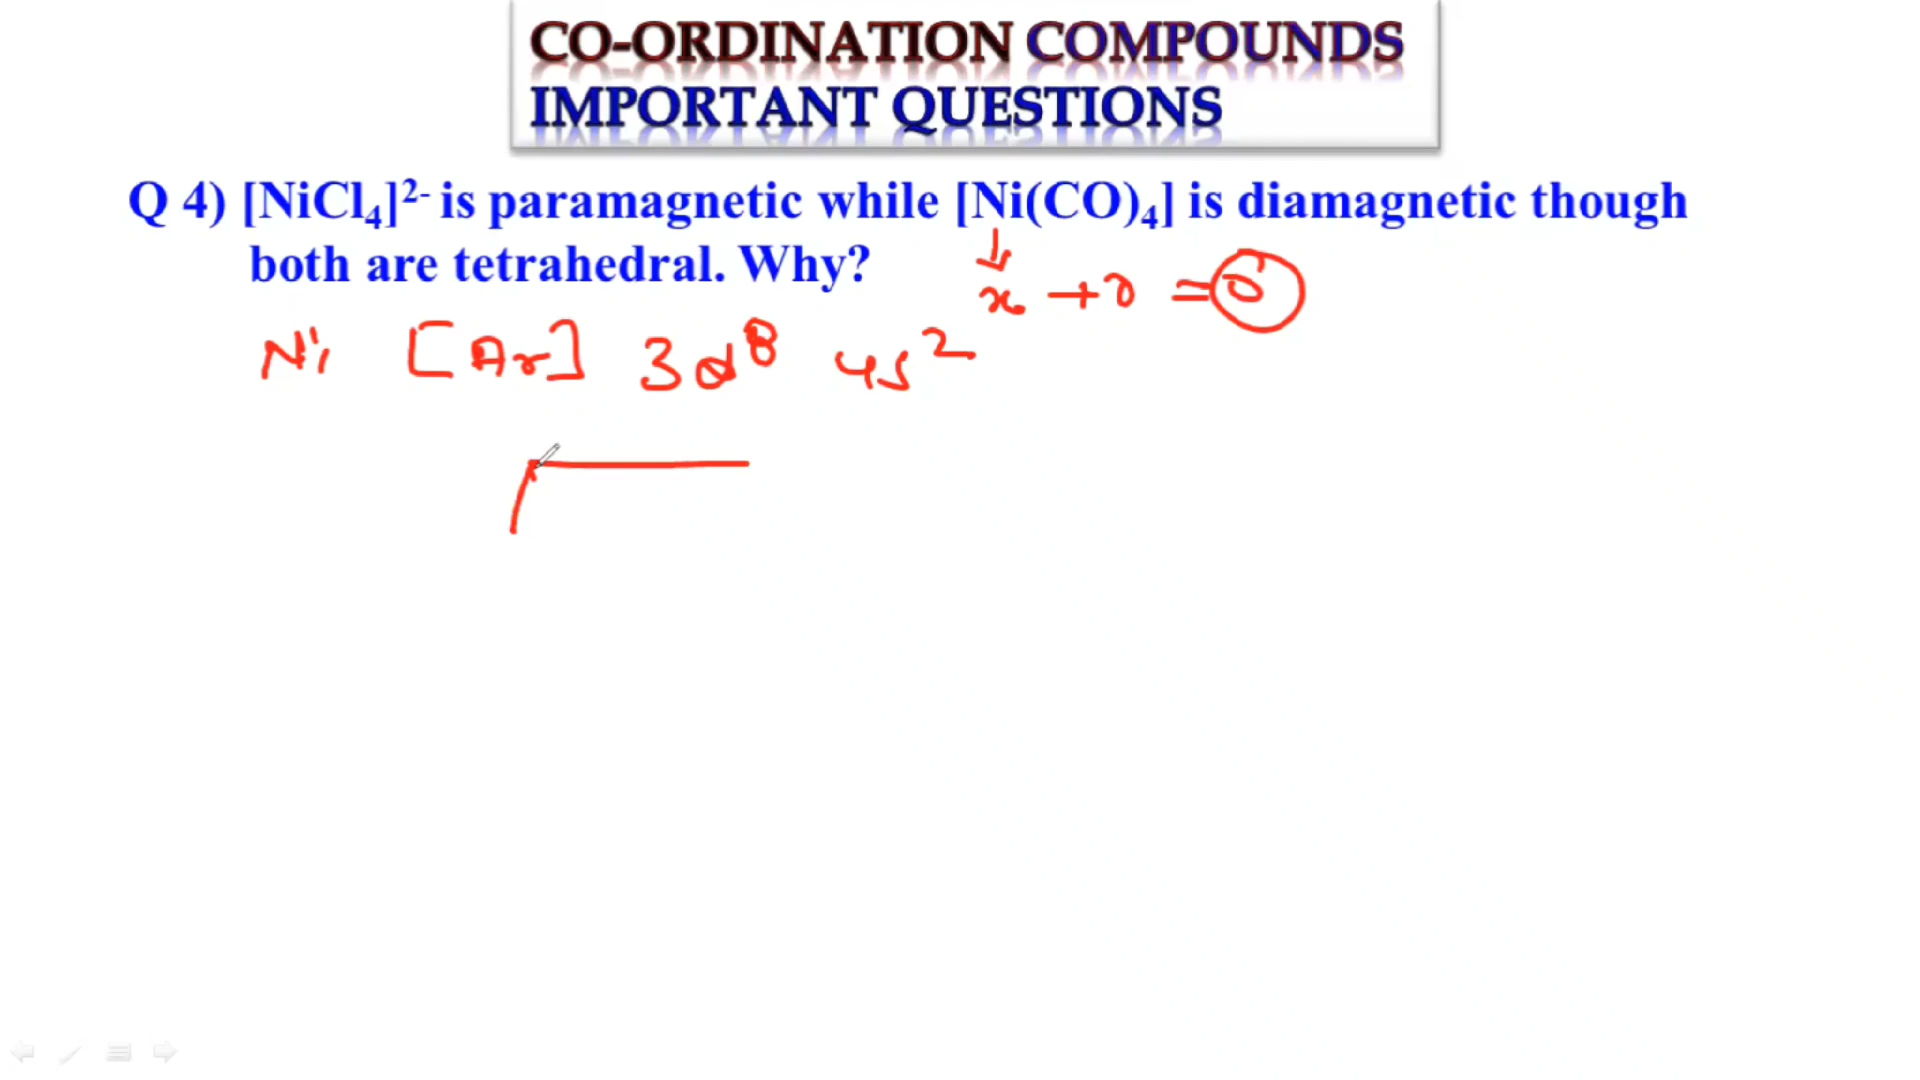 CO-ORDINATION COMPOUNDS
IMPORTANT QUESTIONS
Q 4) [NiCl₄]²⁻ is paramagnetic while [Ni(CO)₄] is diamagnetic though
both are tetrahedral. Why?
x + 0 = 0
Ni [Ar] 3d⁸ 4s²